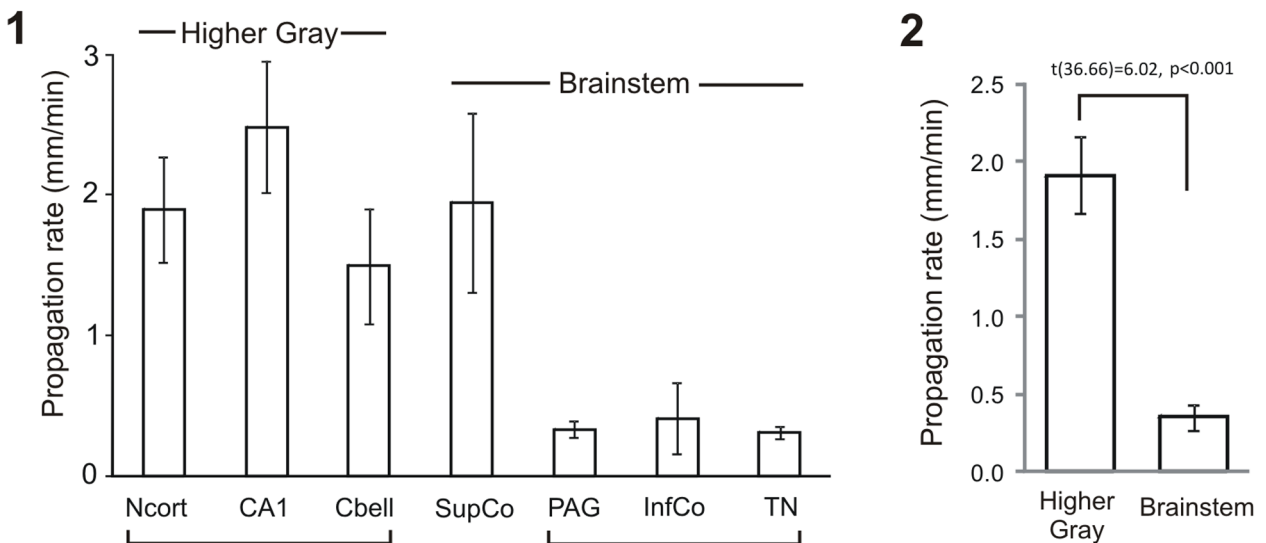 1
Higher Gray
Brainstem
Propagation rate (mm/min)
3
2
1
0
Ncort CA1 Cbell SupCo PAG InfCo TN
2
t(36.66)=6.02, p<0.001
Propagation rate (mm/min)
2.5
2.0
1.5
1.0
0.5
0.0
Higher
Gray
Brainstem